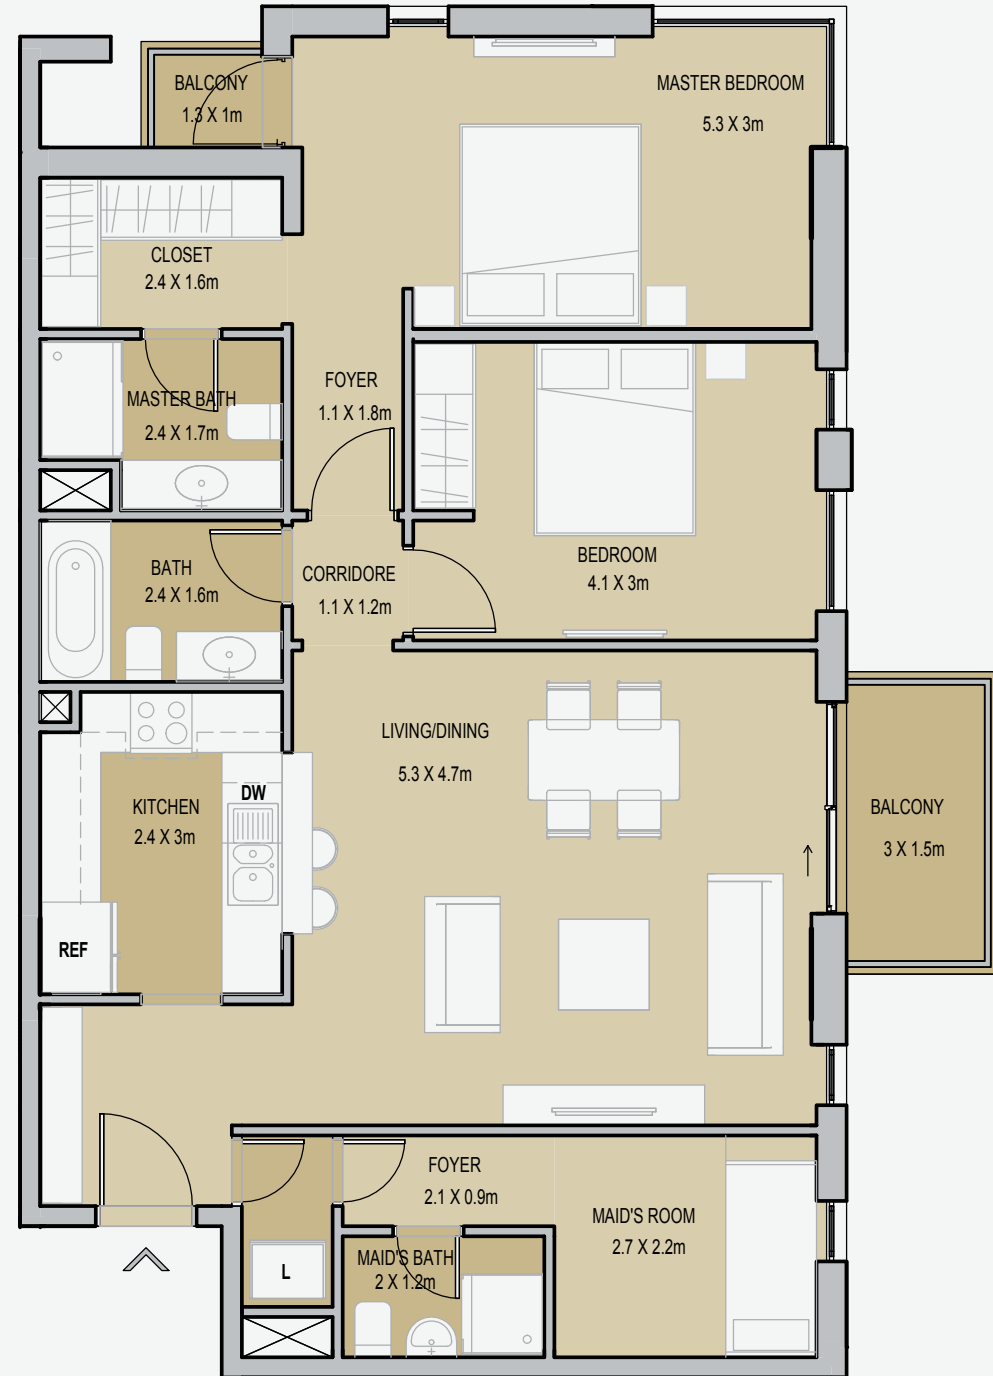 BALCONY
1.3 X 1m
MASTER BEDROOM
5.3 X 3m
CLOSET
2.4 X 1.6m
FOYER
1.1 X 1.8m
MASTER BATH
2.4 X 1.7m
BEDROOM
4.1 X 3m
BATH
2.4 X 1.6m
CORRIDORE
1.1 X 1.2m
LIVING/DINING
5.3 X 4.7m
KITCHEN
2.4 X 3m
DW
BALCONY
3 X 1.5m
REF
FOYER
2.1 X 0.9m
MAID'S ROOM
2.7 X 2.2m
MAID'S BATH
2 X 1.2m
L